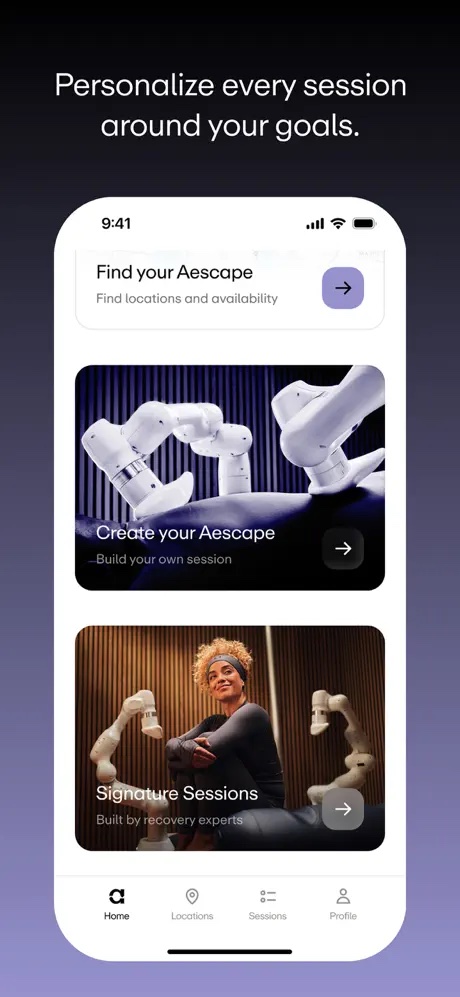 Personalize every session
around your goals.
9:41
Find your Aescape
Find locations and availability
Create your Aescape
Build your own session
Signature Sessions
Built by recovery experts
Home
Locations
Sessions
Profile